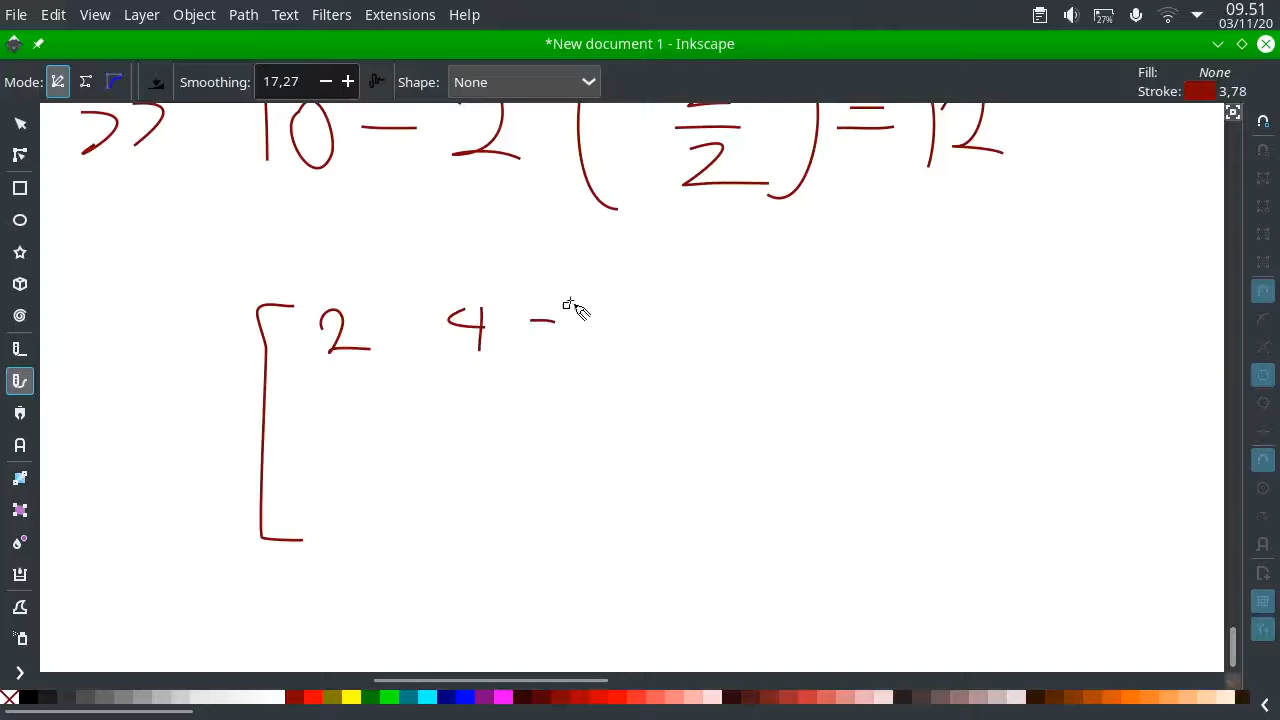 File Edit View Layer Object Path Text Filters Extensions Help
27%
09.51
03/11/20
*New document 1 - Inkscape
Mode: Smoothing: 17,27 Shape: None
Fill: None
Stroke: 3,78
>> 10 - 2 ( /2 ) = 12
[ 2 4 -